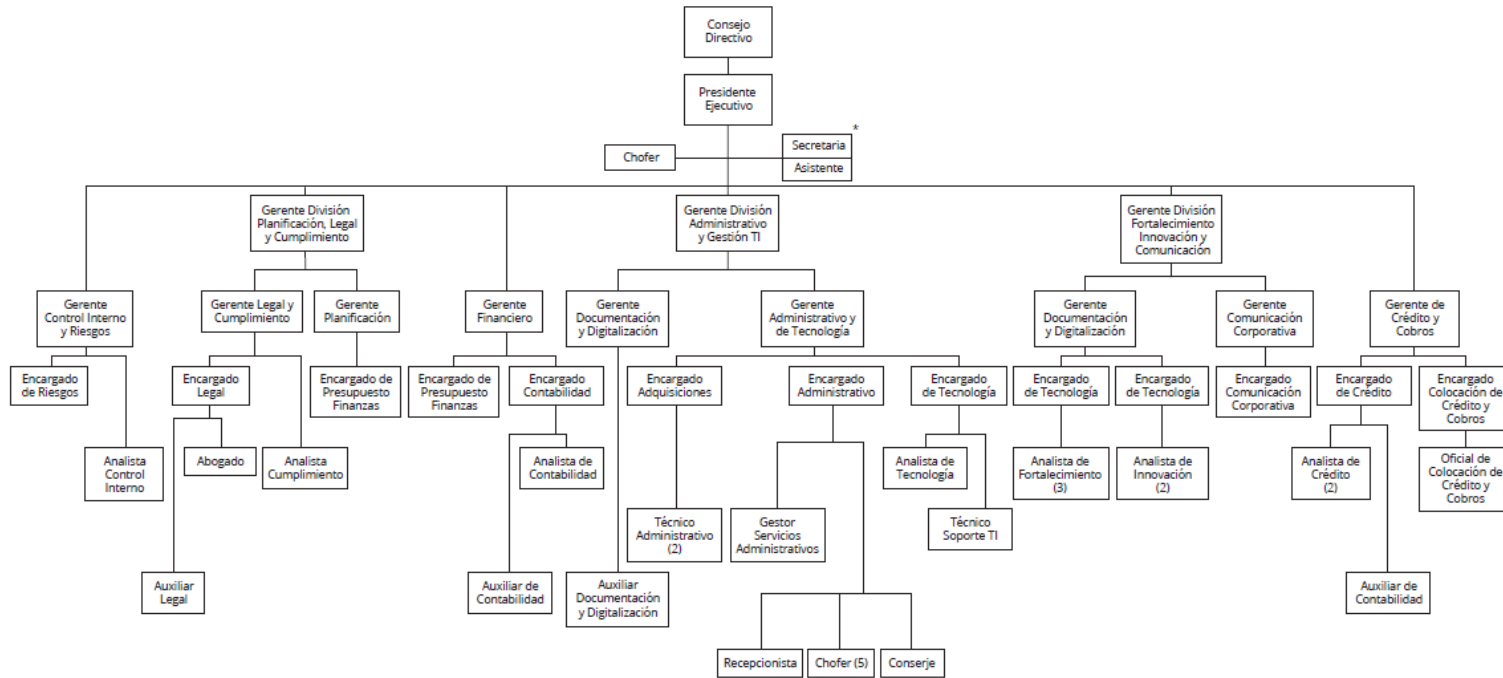 Consejo
Directivo
Presidente
Ejecutivo
*
Chofer
Secretaria
Asistente
Gerente División
Planificación, Legal
y Cumplimiento
Gerente División
Administrativo
y Gestión TI
Gerente División
Fortalecimiento
Innovación y
Comunicación
Gerente
Control Interno
y Riesgos
Gerente Legal y
Cumplimiento
Gerente
Planificación
Gerente
Financiero
Gerente
Documentación
y Digitalización
Gerente
Administrativo y
de Tecnología
Gerente
Documentación
y Digitalización
Gerente
Comunicación
Corporativa
Gerente de
Crédito y
Cobros
Encargado
de Riesgos
Encargado
Legal
Encargado de
Presupuesto
Finanzas
Encargado de
Presupuesto
Finanzas
Encargado
Contabilidad
Encargado
Adquisiciones
Encargado
Administrativo
Encargado
de Tecnología
Encargado
de Tecnología
Encargado
de Tecnología
Encargado
Comunicación
Corporativa
Encargado
de Crédito
Encargado
Colocación de
Crédito y
Cobros
Analista
Control
Interno
Abogado
Analista
Cumplimiento
Analista de
Contabilidad
Analista de
Tecnología
Analista de
Fortalecimiento
(3)
Analista de
Innovación
(2)
Analista de
Crédito
(2)
Oficial de
Colocación de
Crédito y
Cobros
Técnico
Administrativo
(2)
Gestor
Servicios
Administrativos
Técnico
Soporte TI
Auxiliar
Legal
Auxiliar de
Contabilidad
Auxiliar
Documentación
y Digitalización
Auxiliar de
Contabilidad
Recepcionista
Chofer (5)
Conserje